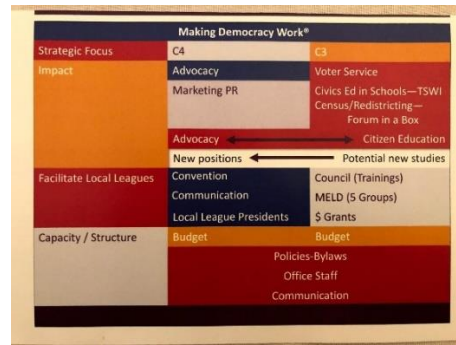 Making Democracy Work®
Strategic Focus C4 C3
Impact Advocacy Voter Service
Marketing PR Civics Ed in Schools—TSWI
Census/Redistricting—
Forum in a Box
Advocacy Citizen Education
New positions Potential new studies
Facilitate Local Leagues Convention Council (Trainings)
Communication MELD (5 Groups)
Local League Presidents $ Grants
Capacity / Structure Budget Budget
Policies-Bylaws
Office Staff
Communication